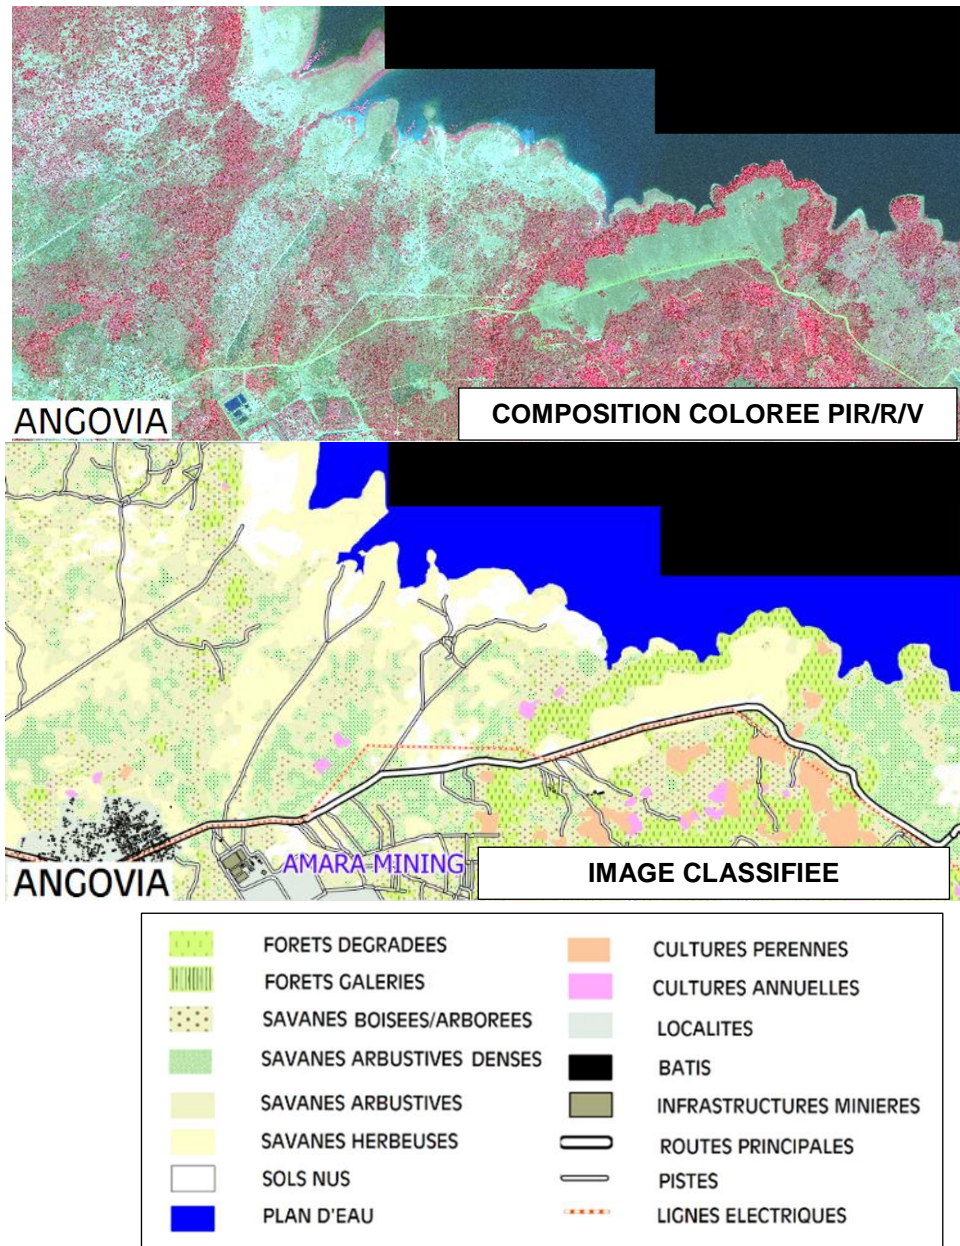 ANGOVIA
COMPOSITION COLOREE PIR/R/V
AMARA MINING
ANGOVIA
IMAGE CLASSIFIEE
FORETS DEGRADEES
FORETS GALERIES
SAVANES BOISEES/ARBOREES
SAVANES ARBUSTIVES DENSES
SAVANES ARBUSTIVES
SAVANES HERBEUSES
SOLS NUS
PLAN D'EAU
CULTURES PERENNES
CULTURES ANNUELLES
LOCALITES
BATIS
INFRASTRUCTURES MINIERES
ROUTES PRINCIPALES
PISTES
LIGNES ELECTRIQUES